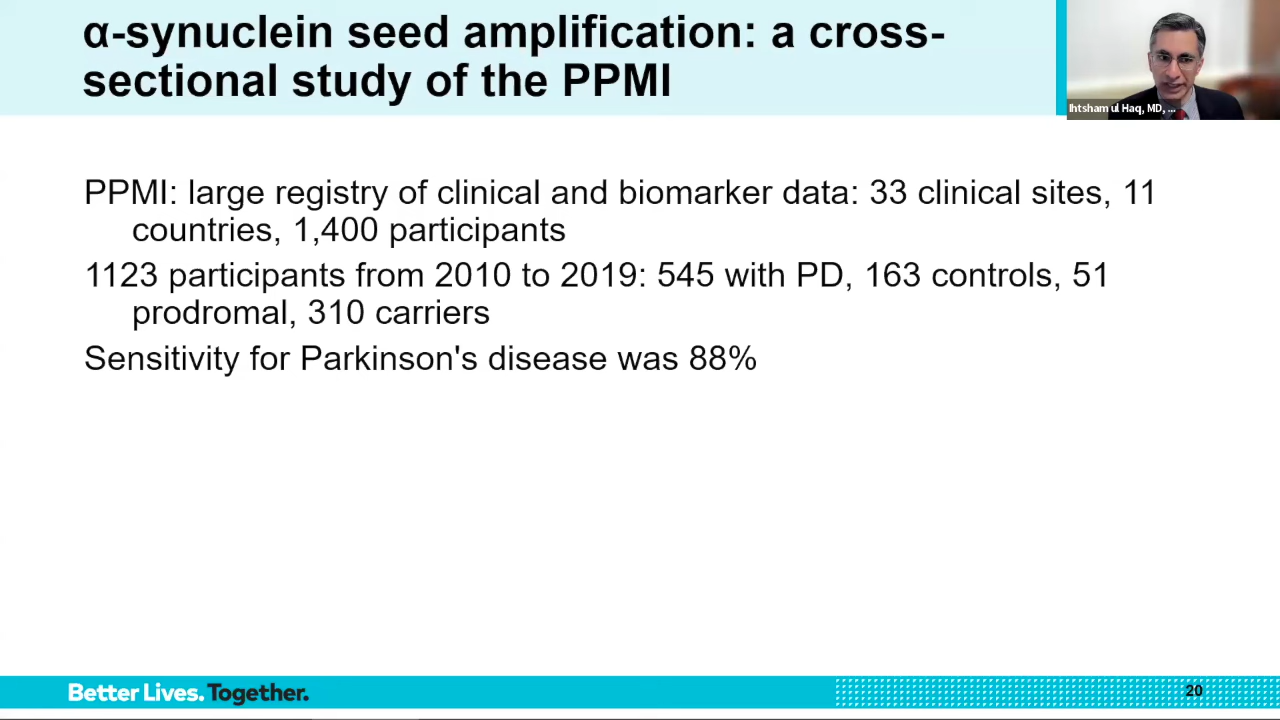 α-synuclein seed amplification: a cross-
sectional study of the PPMI
Ihtsham ul Haq, MD, ...
PPMI: large registry of clinical and biomarker data: 33 clinical sites, 11
countries, 1,400 participants
1123 participants from 2010 to 2019: 545 with PD, 163 controls, 51
prodromal, 310 carriers
Sensitivity for Parkinson's disease was 88%
Better Lives. Together.
20